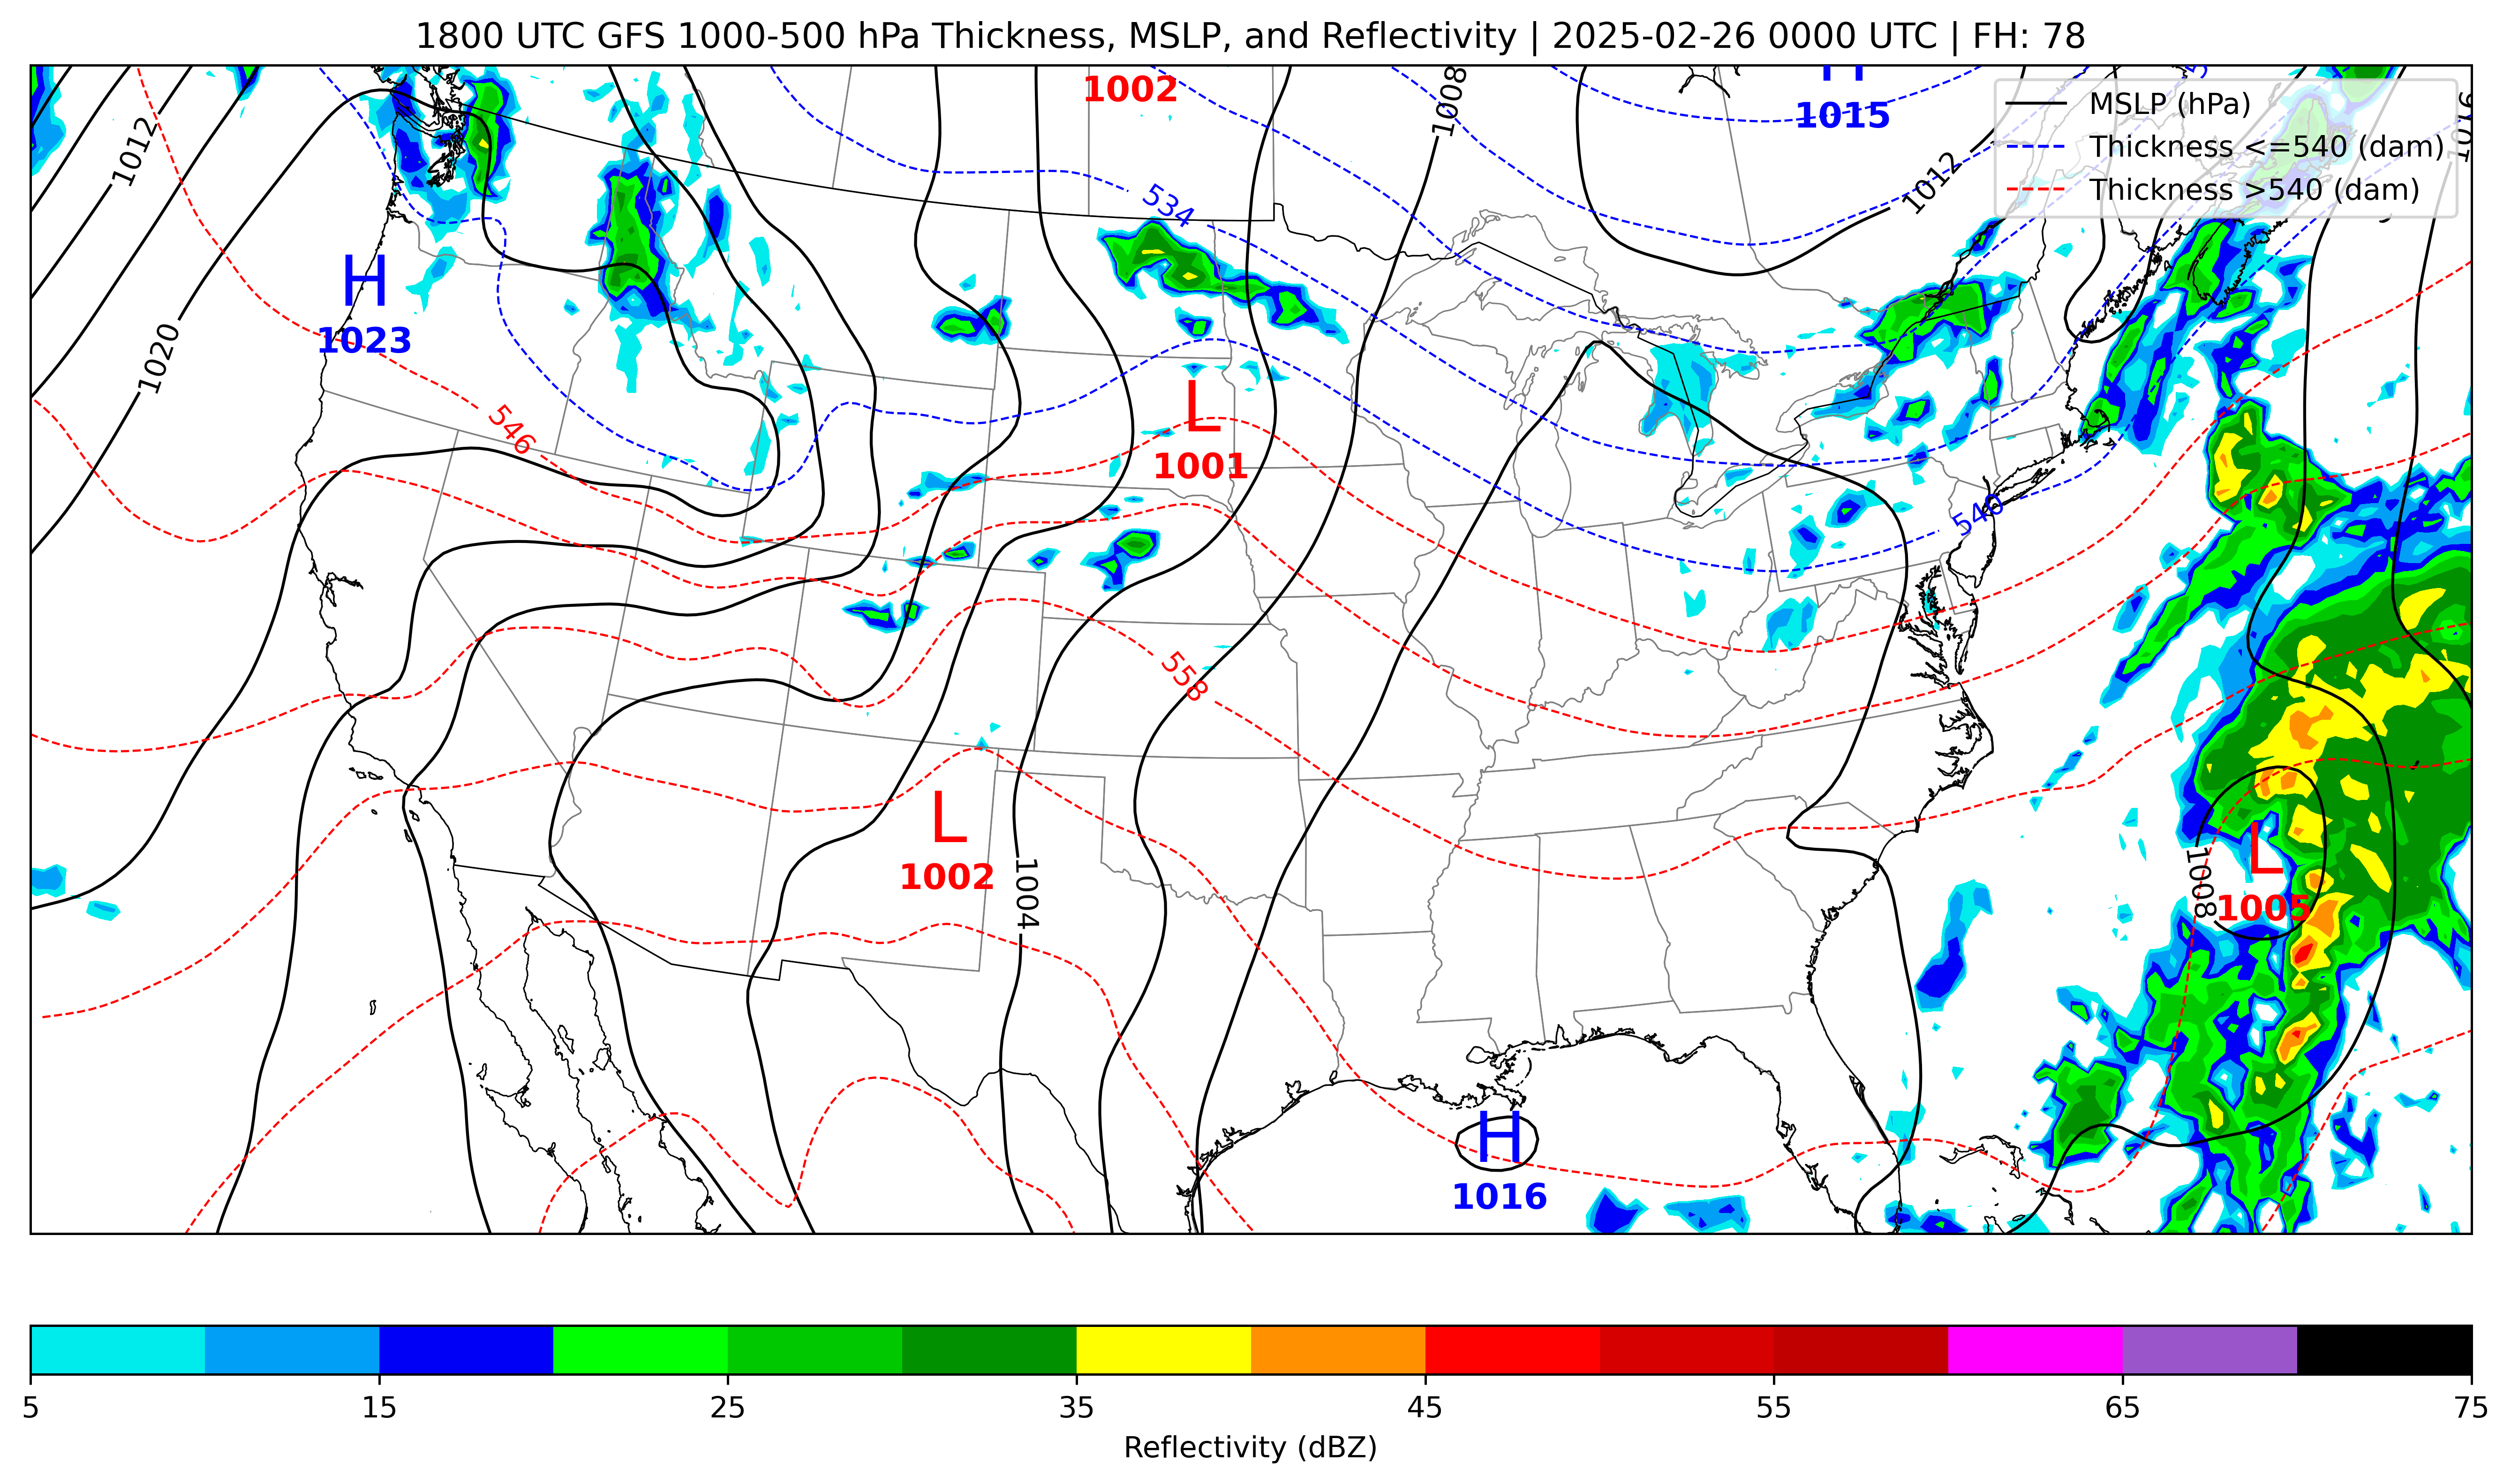 1800 UTC GFS 1000-500 hPa Thickness, MSLP, and Reflectivity | 2025-02-26 0000 UTC | FH: 78
MSLP (hPa)
Thickness <=540 (dam)
Thickness >540 (dam)
1002
H
1015
1008
1012
1012
1016
534
H
1023
1020
546
L
1001
540
558
L
1002
1004
L
1005
1008
H
1016
5 15 25 35 45 55 65 75
Reflectivity (dBZ)